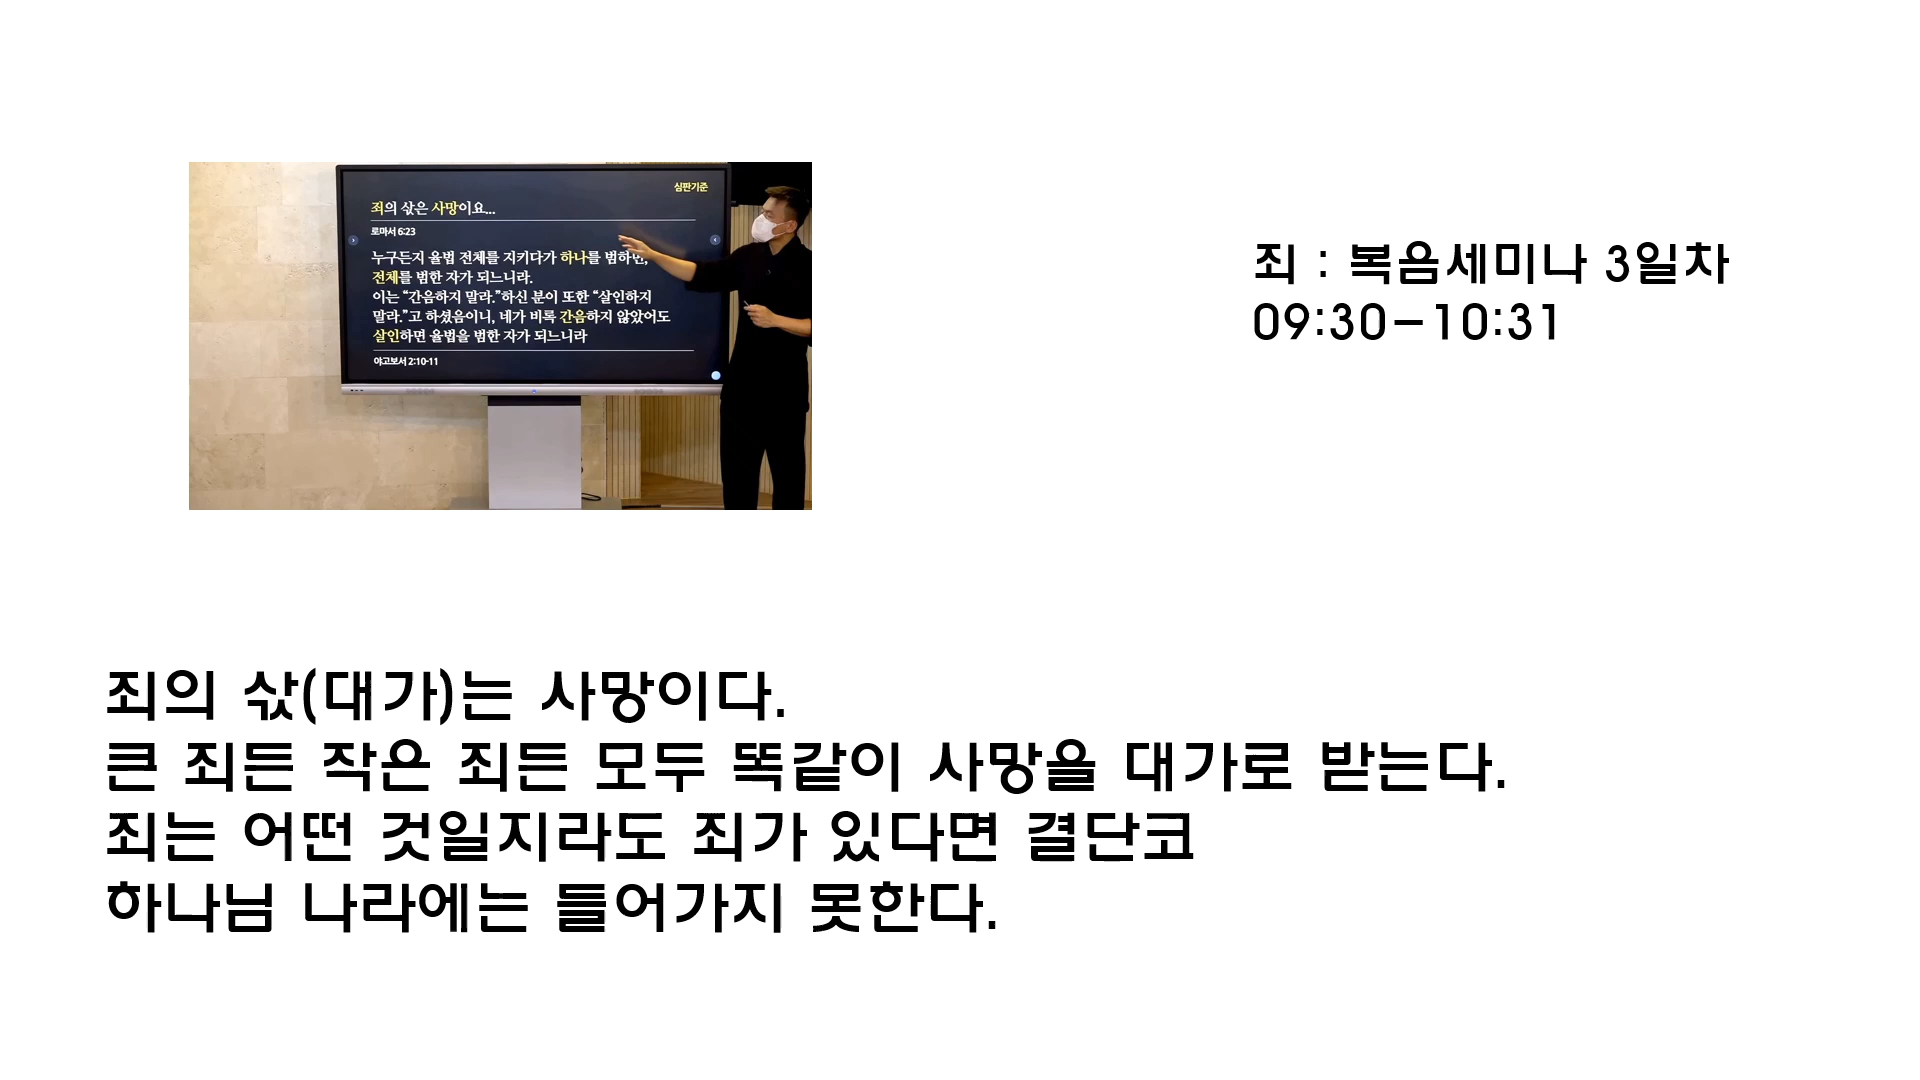 심판기준
죄의 삯은 사망이요...
로마서 6:23
누구든지 율법 전체를 지키다가 하나를 범하면,
전체를 범한 자가 되느니라.
이는 “간음하지 말라.”하신 분이 또한 “살인하지
말라.”고 하셨음이니, 네가 비록 간음하지 않았어도
살인하면 율법을 범한 자가 되느니라
야고보서 2:10-11
죄 : 복음세미나 3일차
09:30-10:31
죄의 삯(대가)는 사망이다.
큰 죄든 작은 죄든 모두 똑같이 사망을 대가로 받는다.
죄는 어떤 것일지라도 죄가 있다면 결단코
하나님 나라에는 들어가지 못한다.